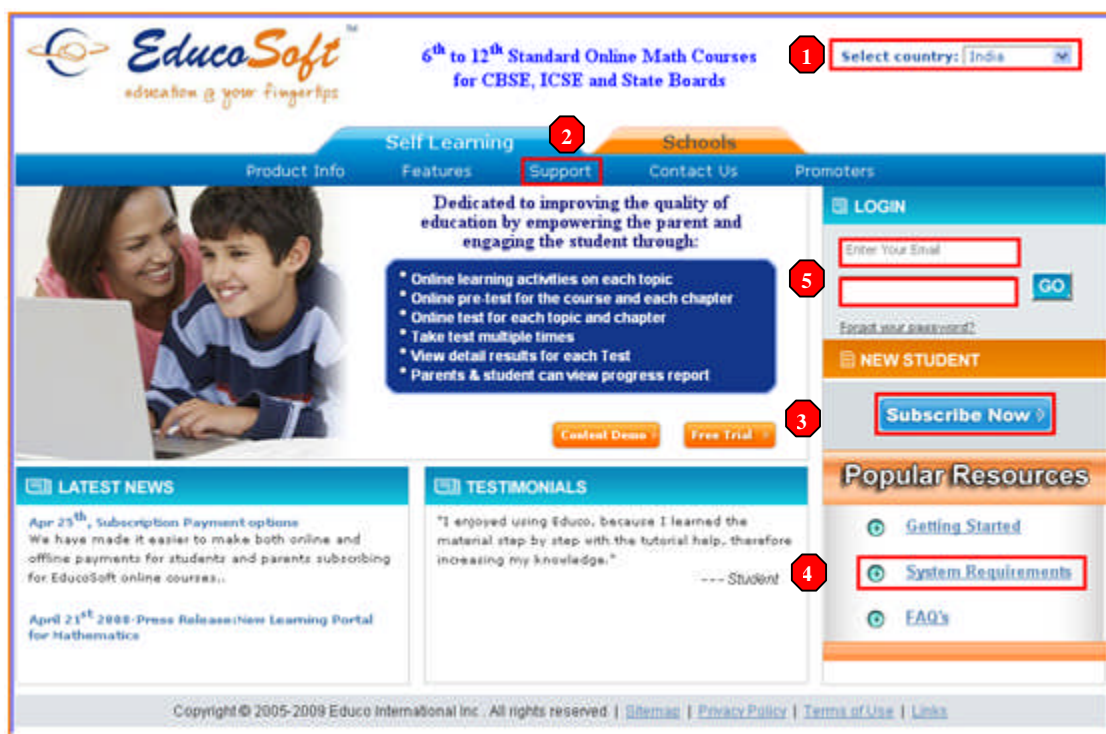 EducoSoft™
education @ your fingertips
6th to 12th Standard Online Math Courses
for CBSE, ICSE and State Boards
1
Select country: India
Self Learning
2
Schools
Product Info Features Support Contact Us Promoters
Dedicated to improving the quality of
education by empowering the parent and
engaging the student through:
• Online learning activities on each topic
• Online pre-test for the course and each chapter
• Online test for each topic and chapter
• Take test multiple times
• View detail results for each Test
• Parents & student can view progress report
Content Demo
Free Trial
LOGIN
Enter Your Email
5
GO
Forgot your password?
NEW STUDENT
3
Subscribe Now
LATEST NEWS
Apr 25th, Subscription Payment options
We have made it easier to make both online and
offline payments for students and parents subscribing
for EducoSoft online courses..
April 21st 2008-Press Release:New Learning Portal
for Mathematics
TESTIMONIALS
"I enjoyed using Educo, because I learned the
material step by step with the tutorial help, therefore
increasing my knowledge."
--- Student
Popular Resources
Getting Started
4
System Requirements
FAQ's
Copyright © 2005-2009 Educo International Inc. All rights reserved | Sitemap | Privacy Policy | Terms of Use | Links